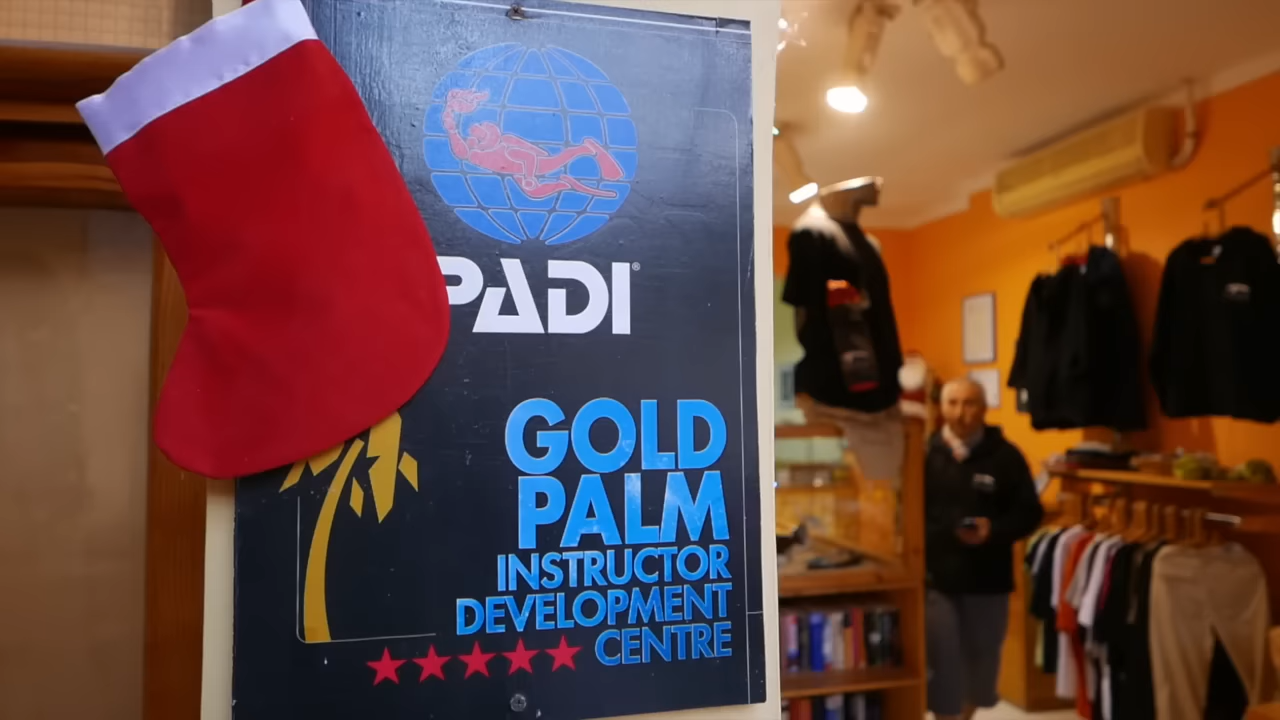 PADI®
GOLD
PALM
INSTRUCTOR
DEVELOPMENT
CENTRE